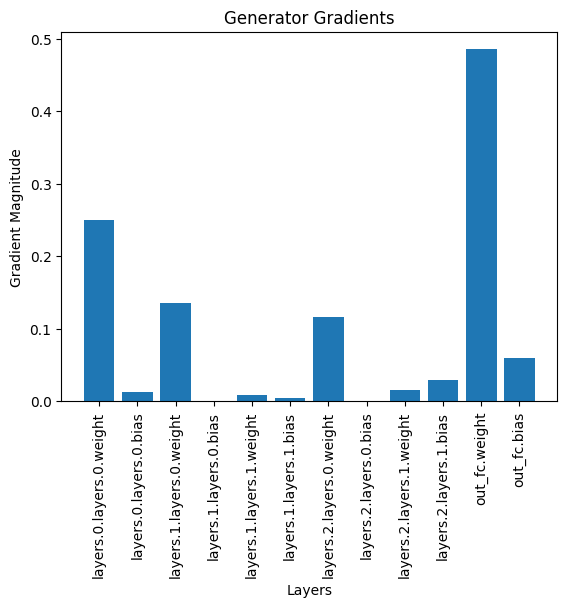 Generator Gradients
Gradient Magnitude
0.5
0.4
0.3
0.2
0.1
0.0
layers.0.layers.0.weight
layers.0.layers.0.bias
layers.1.layers.0.weight
layers.1.layers.0.bias
layers.1.layers.1.weight
layers.1.layers.1.bias
layers.2.layers.0.weight
layers.2.layers.0.bias
layers.2.layers.1.weight
layers.2.layers.1.bias
out_fc.weight
out_fc.bias
Layers